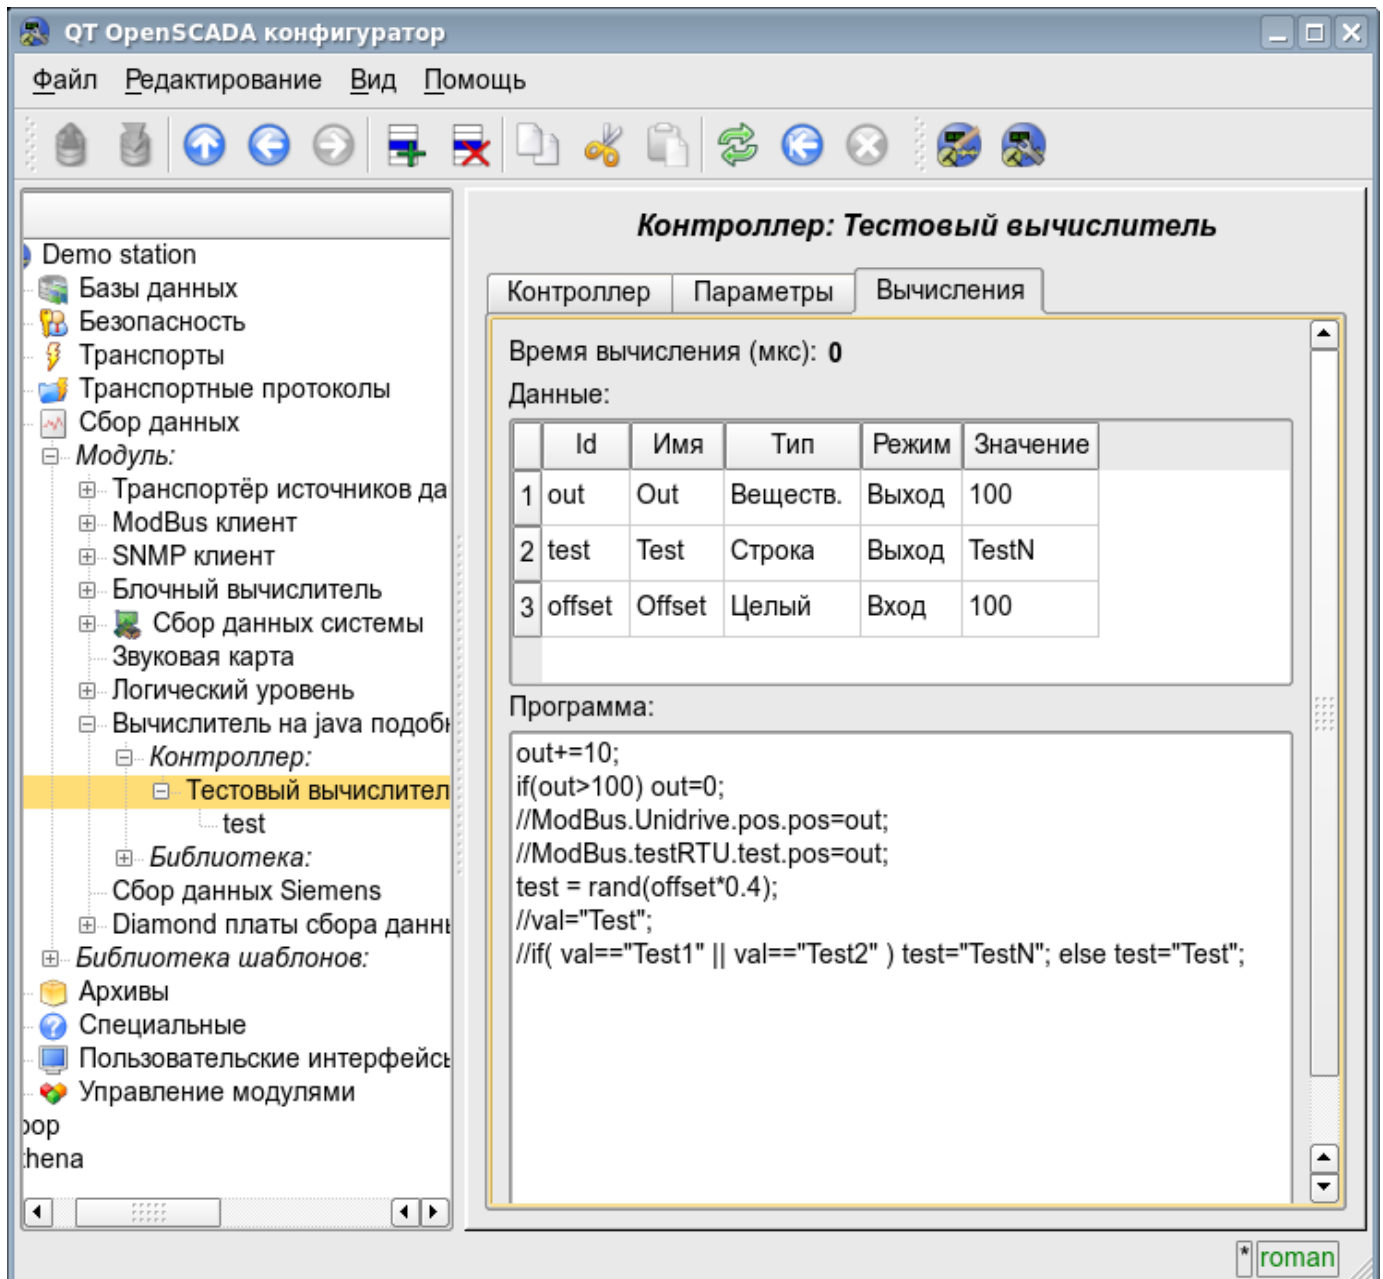 QT OpenSCADA конфигуратор
Файл Редактирование Вид Помощь
Demo station
Базы данных
Безопасность
Транспорты
Транспортные протоколы
Сбор данных
Модуль:
Транспортёр источников да
ModBus клиент
SNMP клиент
Блочный вычислитель
Сбор данных системы
Звуковая карта
Логический уровень
Вычислитель на java подобн
Контроллер:
Тестовый вычислител
test
Библиотека:
Сбор данных Siemens
Diamond платы сбора данн
Библиотека шаблонов:
Архивы
Специальные
Пользовательские интерфейс
Управление модулями
oop
thena
Контроллер: Тестовый вычислитель
Контроллер Параметры Вычисления
Время вычисления (мкс): 0
Данные:
Id Имя Тип Режим Значение
1 out Out Веществ. Выход 100
2 test Test Строка Выход TestN
3 offset Offset Целый Вход 100
Программа:
out+=10;
if(out>100) out=0;
//ModBus.Unidrive.pos.pos=out;
//ModBus.testRTU.test.pos=out;
test = rand(offset*0.4);
//val="Test";
//if( val=="Test1" || val=="Test2" ) test="TestN"; else test="Test";
* roman